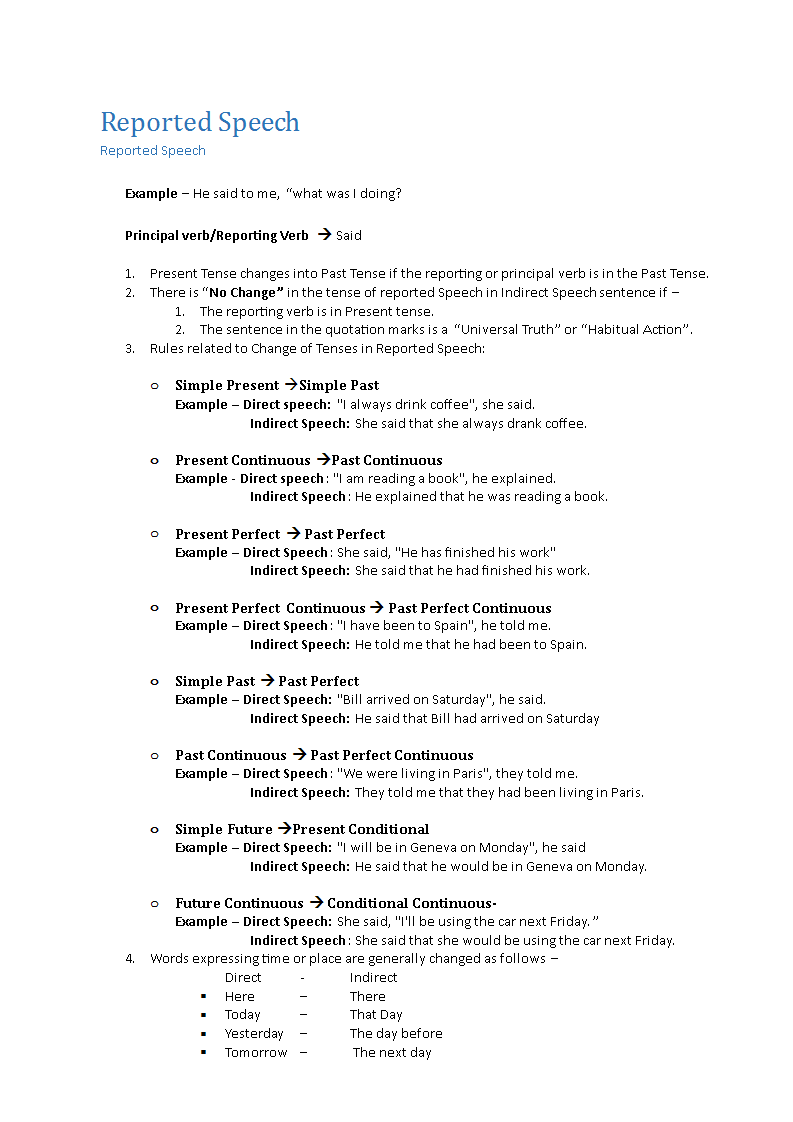 Reported Speech
Reported Speech
Example – He said to me, “what was I doing?
Principal verb/Reporting Verb → Said
1. Present Tense changes into Past Tense if the reporting or principal verb is in the Past Tense.
2. There is “No Change” in the tense of reported Speech in Indirect Speech sentence if –
1. The reporting verb is in Present tense.
2. The sentence in the quotation marks is a “Universal Truth” or “Habitual Action”.
3. Rules related to Change of Tenses in Reported Speech:
o Simple Present →Simple Past
Example – Direct speech: "I always drink coffee", she said.
Indirect Speech: She said that she always drank coffee.
o Present Continuous →Past Continuous
Example - Direct speech: "I am reading a book", he explained.
Indirect Speech: He explained that he was reading a book.
o Present Perfect → Past Perfect
Example – Direct Speech: She said, "He has finished his work"
Indirect Speech: She said that he had finished his work.
o Present Perfect Continuous → Past Perfect Continuous
Example – Direct Speech: "I have been to Spain", he told me.
Indirect Speech: He told me that he had been to Spain.
o Simple Past → Past Perfect
Example – Direct Speech: "Bill arrived on Saturday", he said.
Indirect Speech: He said that Bill had arrived on Saturday
o Past Continuous → Past Perfect Continuous
Example – Direct Speech: "We were living in Paris", they told me.
Indirect Speech: They told me that they had been living in Paris.
o Simple Future →Present Conditional
Example – Direct Speech: "I will be in Geneva on Monday", he said
Indirect Speech: He said that he would be in Geneva on Monday.
o Future Continuous → Conditional Continuous-
Example – Direct Speech: She said, "I'll be using the car next Friday.”
Indirect Speech: She said that she would be using the car next Friday.
4. Words expressing time or place are generally changed as follows –
Direct - Indirect
▪ Here – There
▪ Today – That Day
▪ Yesterday – The day before
▪ Tomorrow – The next day